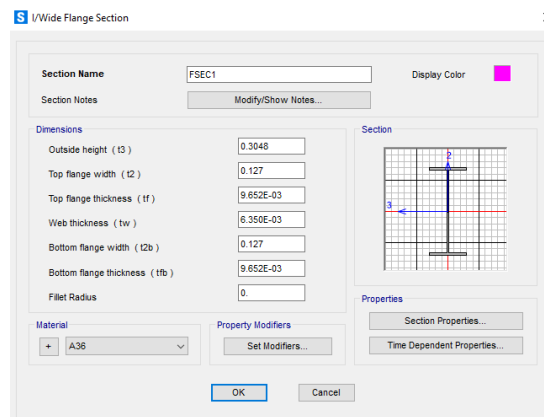 S I/Wide Flange Section
Section Name FSEC1 Display Color
Section Notes Modify/Show Notes...
Dimensions
Outside height ( t3 ) 0.3048
Top flange width ( t2 ) 0.127
Top flange thickness ( tf ) 9.652E-03
Web thickness ( tw ) 6.350E-03
Bottom flange width ( t2b ) 0.127
Bottom flange thickness ( tfb ) 9.652E-03
Fillet Radius 0.
Section
2
3
Properties
Section Properties...
Time Dependent Properties...
Material
+ A36
Property Modifiers
Set Modifiers...
OK Cancel